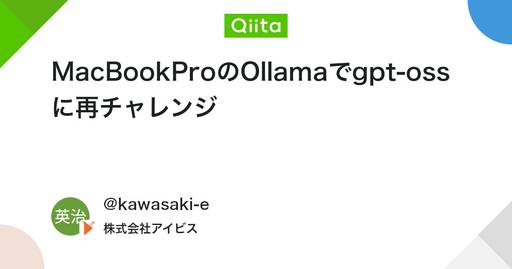 Qiita
MacBookProのOllamaでgpt-oss
に再チャレンジ
英治
@kawasaki-e
株式会社アイビス